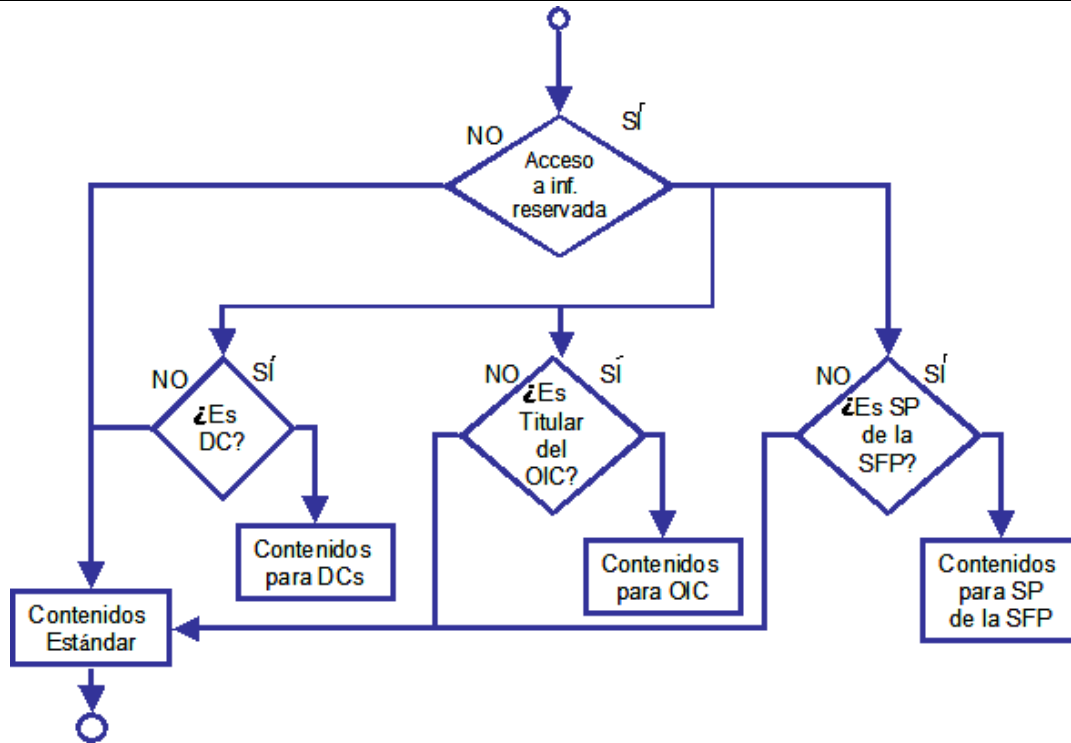 NO
SÍ
Acceso
a inf.
reservada
NO
SÍ
¿Es
DC?
NO
SÍ
¿Es
Titular
del
OIC?
NO
SÍ
¿Es SP
de la
SFP?
Contenidos
para DCs
Contenidos
para OIC
Contenidos
para SP
de la SFP
Contenidos
Estándar